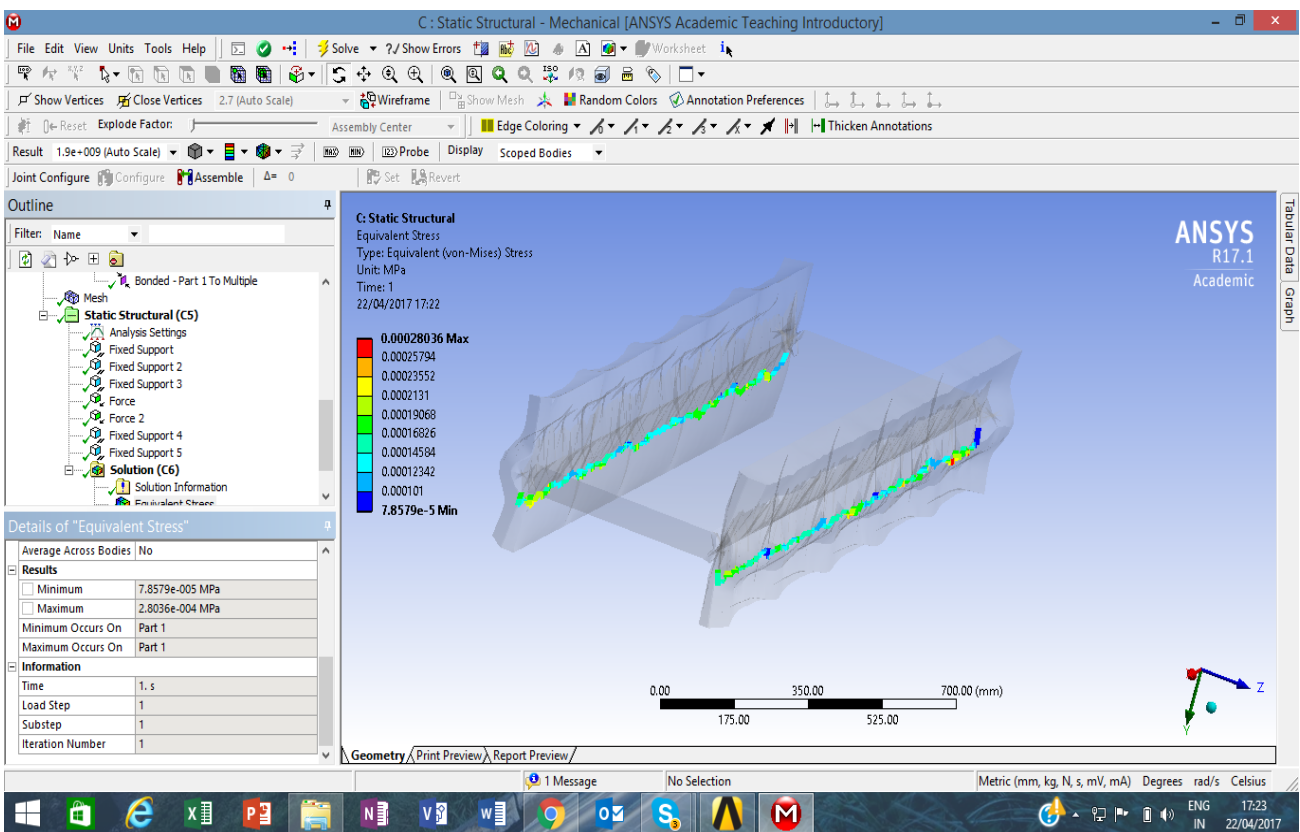 C : Static Structural - Mechanical [ANSYS Academic Teaching Introductory]
File Edit View Units Tools Help Solve ?/ Show Errors Worksheet
Show Vertices Close Vertices 2.7 (Auto Scale) Wireframe Show Mesh Random Colors Annotation Preferences
Reset Explode Factor: Assembly Center Edge Coloring Thicken Annotations
Result 1.9e+009 (Auto Scale) MAX MIN 123 Probe Display Scoped Bodies
Joint Configure Configure Assemble Δ= 0 Set Revert
Outline
Filter: Name
Bonded - Part 1 To Multiple
Mesh
Static Structural (C5)
Analysis Settings
Fixed Support
Fixed Support 2
Fixed Support 3
Force
Force 2
Fixed Support 4
Fixed Support 5
Solution (C6)
Solution Information
Equivalent Stress
Details of "Equivalent Stress"
Average Across Bodies No
Results
Minimum 7.8579e-005 MPa
Maximum 2.8036e-004 MPa
Minimum Occurs On Part 1
Maximum Occurs On Part 1
Information
Time 1. s
Load Step 1
Substep 1
Iteration Number 1
C: Static Structural
Equivalent Stress
Type: Equivalent (von-Mises) Stress
Unit: MPa
Time: 1
22/04/2017 17:22
0.00028036 Max
0.00025794
0.00023552
0.0002131
0.00019068
0.00016826
0.00014584
0.00012342
0.000101
7.8579e-5 Min
ANSYS
R17.1
Academic
0.00 350.00 700.00 (mm)
175.00 525.00
Z
Y
Tabular Data
Graph
Geometry Print Preview Report Preview
1 Message No Selection Metric (mm, kg, N, s, mV, mA) Degrees rad/s Celsius
ENG 17:23
IN 22/04/2017